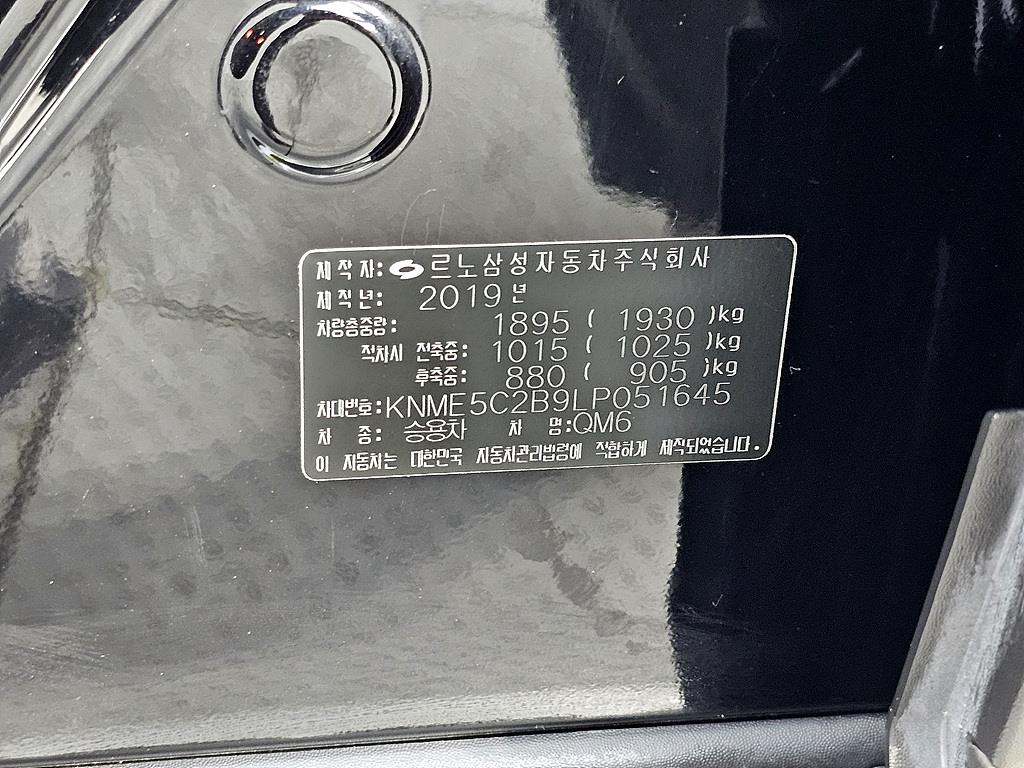 제 작 자: 르노삼성자동차주식회사
제 작 년: 2019 년
차량총중량: 1895 ( 1930 )kg
적차시 전축중: 1015 ( 1025 )kg
후축중: 880 ( 905 )kg
차대번호: KNME5C2B9LP051645
차 종: 승용차 차 명: QM6
이 자동차는 대한민국 자동차관리법령에 적합하게 제작되었습니다.